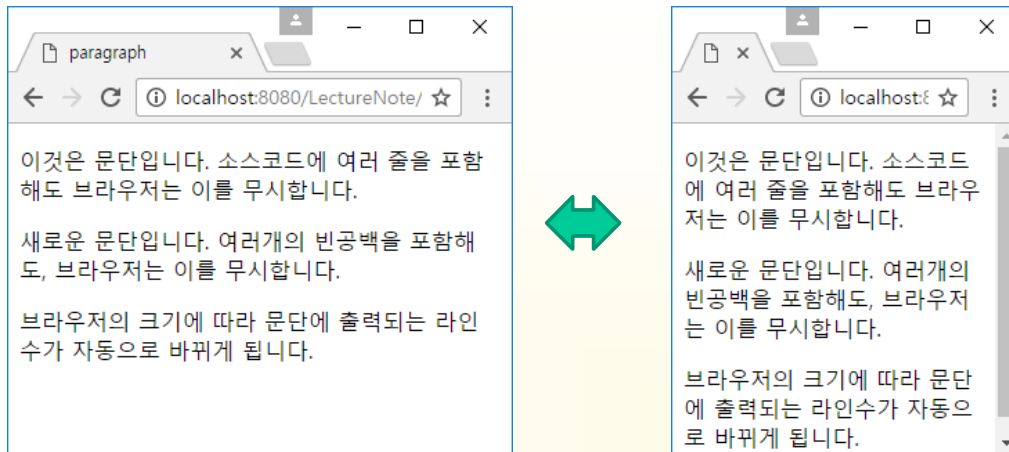 paragraph
localhost:8080/LectureNote/
이것은 문단입니다. 소스코드에 여러 줄을 포함
해도 브라우저는 이를 무시합니다.
새로운 문단입니다. 여러개의 빈공백을 포함해
도, 브라우저는 이를 무시합니다.
브라우저의 크기에 따라 문단에 출력되는 라인
수가 자동으로 바뀌게 됩니다.
localhost:8
이것은 문단입니다. 소스코드
에 여러 줄을 포함해도 브라우
저는 이를 무시합니다.
새로운 문단입니다. 여러개의
빈공백을 포함해도, 브라우저
는 이를 무시합니다.
브라우저의 크기에 따라 문단
에 출력되는 라인수가 자동으
로 바뀌게 됩니다.